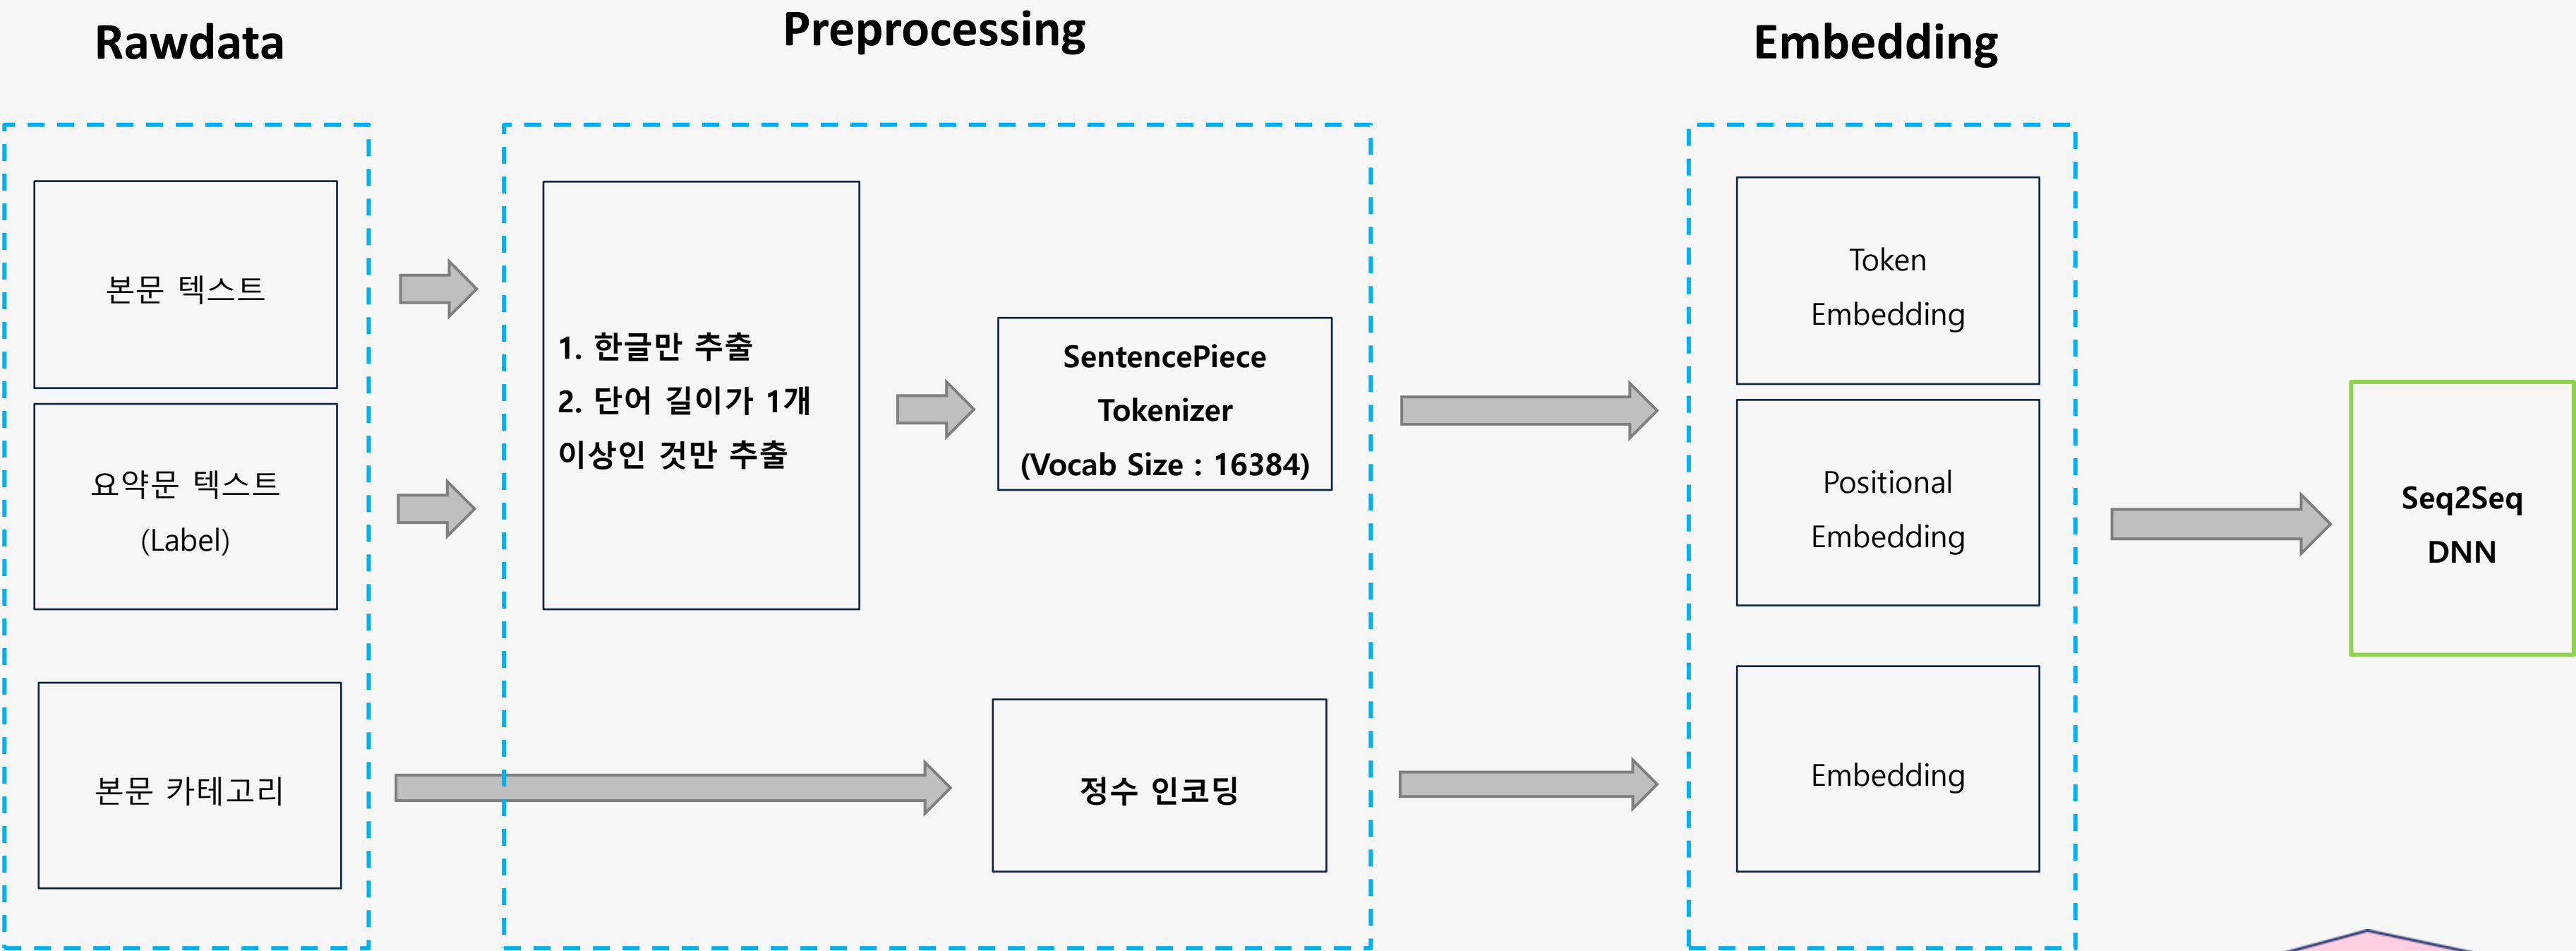 Rawdata
Preprocessing
Embedding
본문 텍스트
요약문 텍스트
(Label)
본문 카테고리
1. 한글만 추출
2. 단어 길이가 1개
이상인 것만 추출
SentencePiece
Tokenizer
(Vocab Size : 16384)
정수 인코딩
Token
Embedding
Positional
Embedding
Embedding
Seq2Seq
DNN